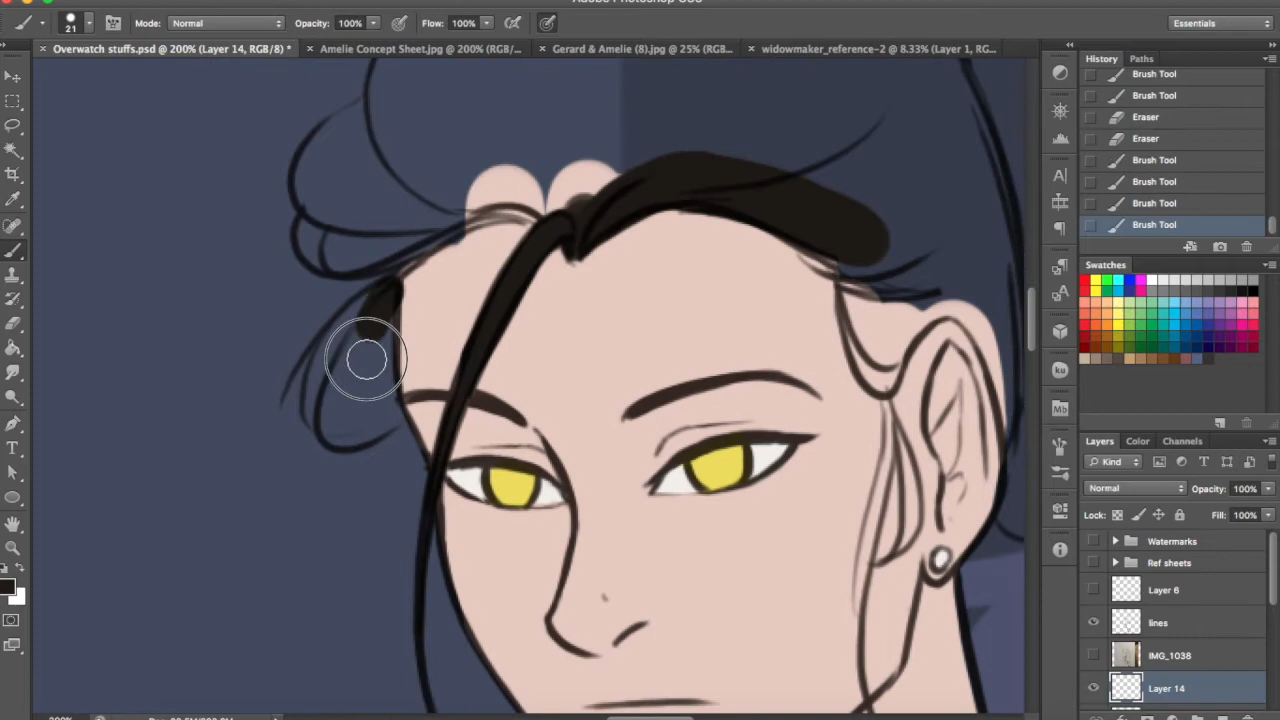 21
Mode: Normal
Opacity: 100%
Flow: 100%
Essentials
Overwatch stuffs.psd @ 200% (Layer 14, RGB/8) *
Amelie Concept Sheet.jpg @ 200% (RGB/...
Gerard & Amelie (8).jpg @ 25% (RGB...
widowmaker_reference-2 @ 8.33% (Layer 1, RG...
History
Paths
Brush Tool
Brush Tool
Eraser
Eraser
Brush Tool
Brush Tool
Brush Tool
Brush Tool
Swatches
ku
Mb
Layers
Color
Channels
Kind
Normal
Opacity: 100%
Lock:
Fill: 100%
Watermarks
Ref sheets
Layer 6
lines
IMG_1038
Layer 14